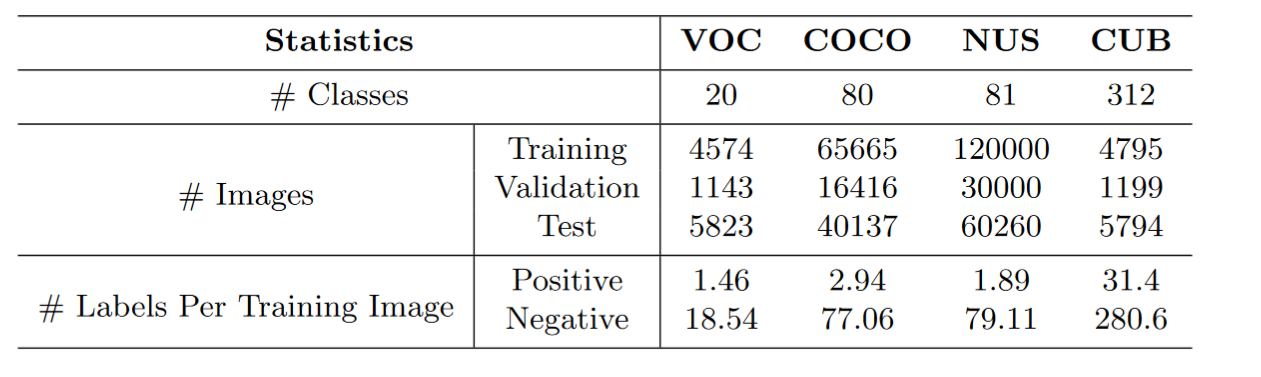 Statistics VOC COCO NUS CUB
# Classes 20 80 81 312
# Images
Training 4574 65665 120000 4795
Validation 1143 16416 30000 1199
Test 5823 40137 60260 5794
# Labels Per Training Image
Positive 1.46 2.94 1.89 31.4
Negative 18.54 77.06 79.11 280.6